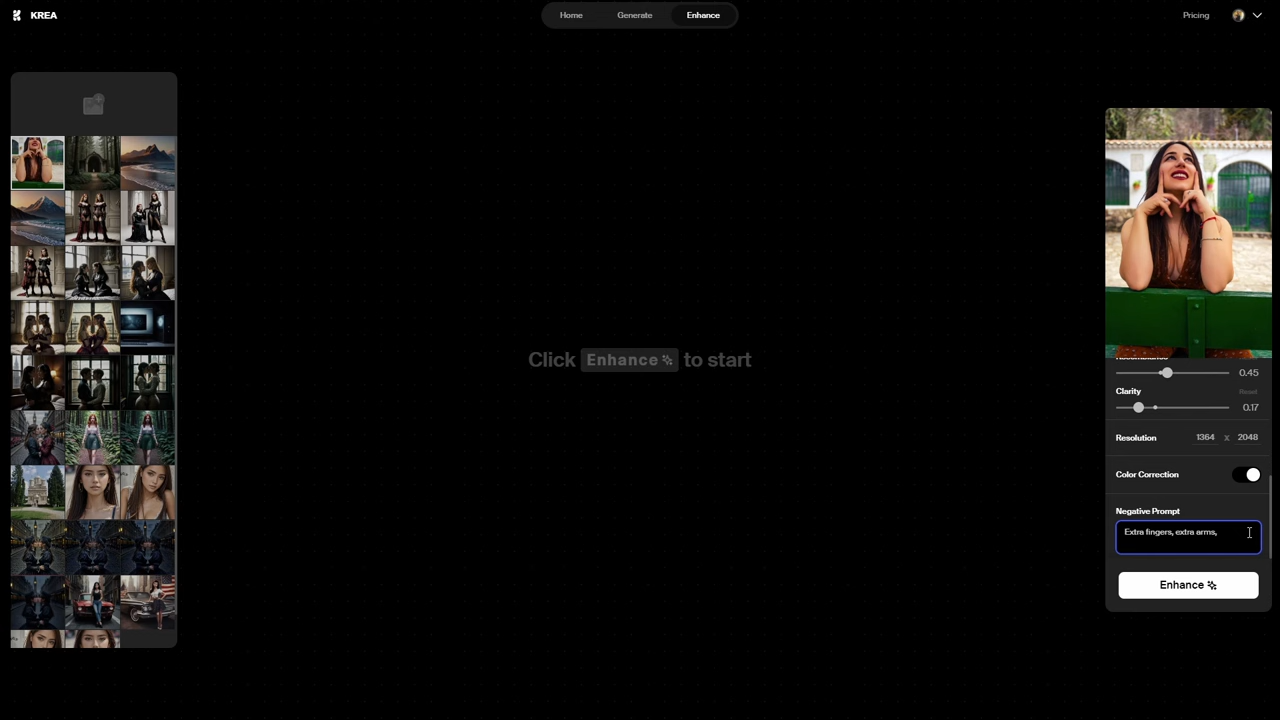 KREA
Home
Generate
Enhance
Pricing
Click Enhance to start
0.45
Clarity
Reset
0.17
Resolution
1364 x 2048
Color Correction
Negative Prompt
Extra fingers, extra arms,
Enhance